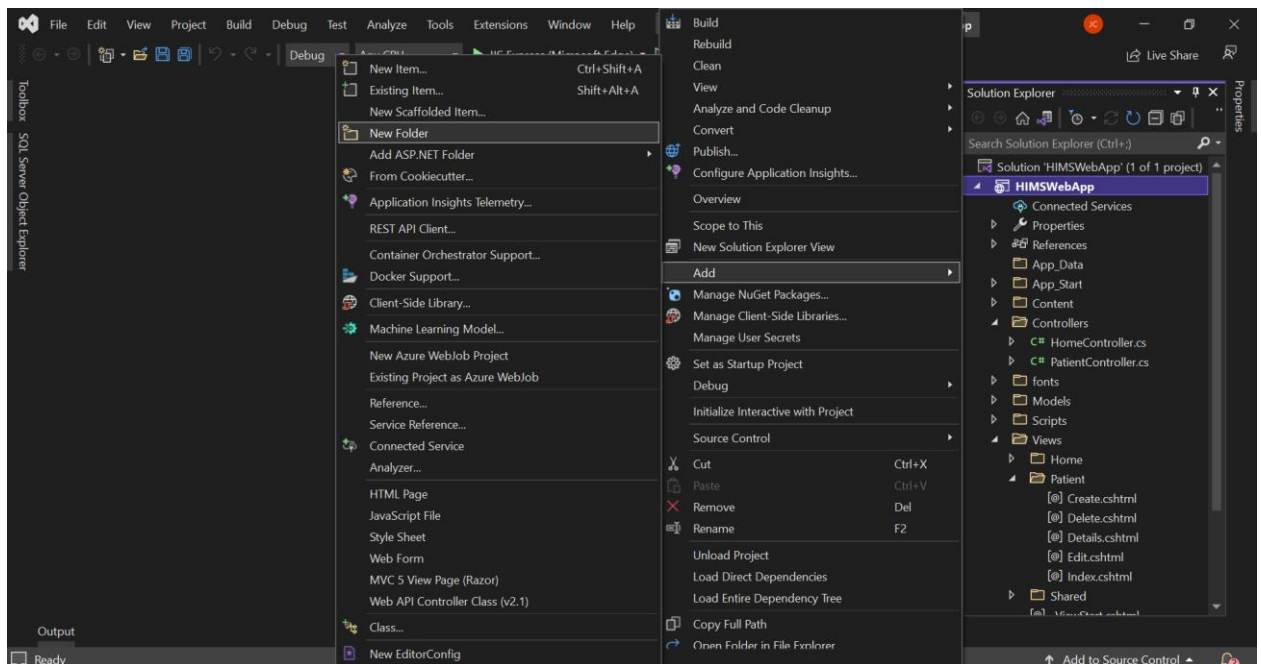 File Edit View Project Build Debug Test Analyze Tools Extensions Window Help
JC
Debug
Live Share
Toolbox
SQL Server Object Explorer
New Item... Ctrl+Shift+A
Existing Item... Shift+Alt+A
New Scaffolded Item...
New Folder
Add ASP.NET Folder
From Cookiecutter...
Application Insights Telemetry...
REST API Client...
Container Orchestrator Support...
Docker Support...
Client-Side Library...
Machine Learning Model...
New Azure WebJob Project
Existing Project as Azure WebJob
Reference...
Service Reference...
Connected Service
Analyzer...
HTML Page
JavaScript File
Style Sheet
Web Form
MVC 5 View Page (Razor)
Web API Controller Class (v2.1)
Class...
New EditorConfig
Build
Rebuild
Clean
View
Analyze and Code Cleanup
Convert
Publish...
Configure Application Insights...
Overview
Scope to This
New Solution Explorer View
Add
Manage NuGet Packages...
Manage Client-Side Libraries...
Manage User Secrets
Set as Startup Project
Debug
Initialize Interactive with Project
Source Control
Cut Ctrl+X
Paste Ctrl+V
Remove Del
Rename F2
Unload Project
Load Direct Dependencies
Load Entire Dependency Tree
Copy Full Path
Open Folder in File Explorer
Solution Explorer
Search Solution Explorer (Ctrl+;)
Solution 'HIMSWebApp' (1 of 1 project)
HIMSWebApp
Connected Services
Properties
References
App_Data
App_Start
Content
Controllers
C# HomeController.cs
C# PatientController.cs
fonts
Models
Scripts
Views
Home
Patient
[@] Create.cshtml
[@] Delete.cshtml
[@] Details.cshtml
[@] Edit.cshtml
[@] Index.cshtml
Shared
Properties
Output
Ready
Add to Source Control